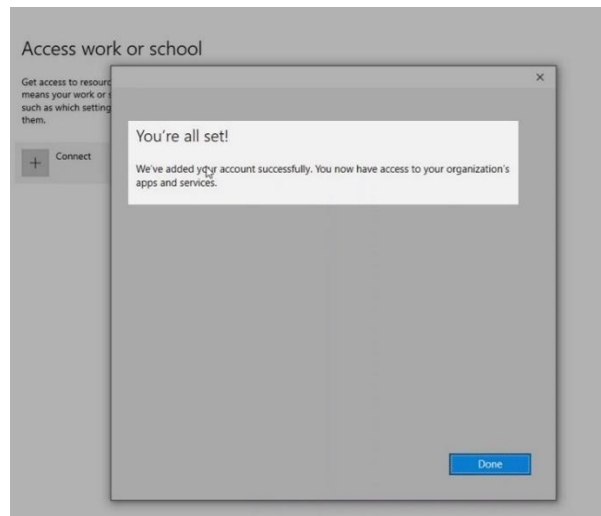 Access work or school
Get access to resourc
means your work or s
such as which setting
them.
Connect
You're all set!
We've added your account successfully. You now have access to your organization's
apps and services.
Done